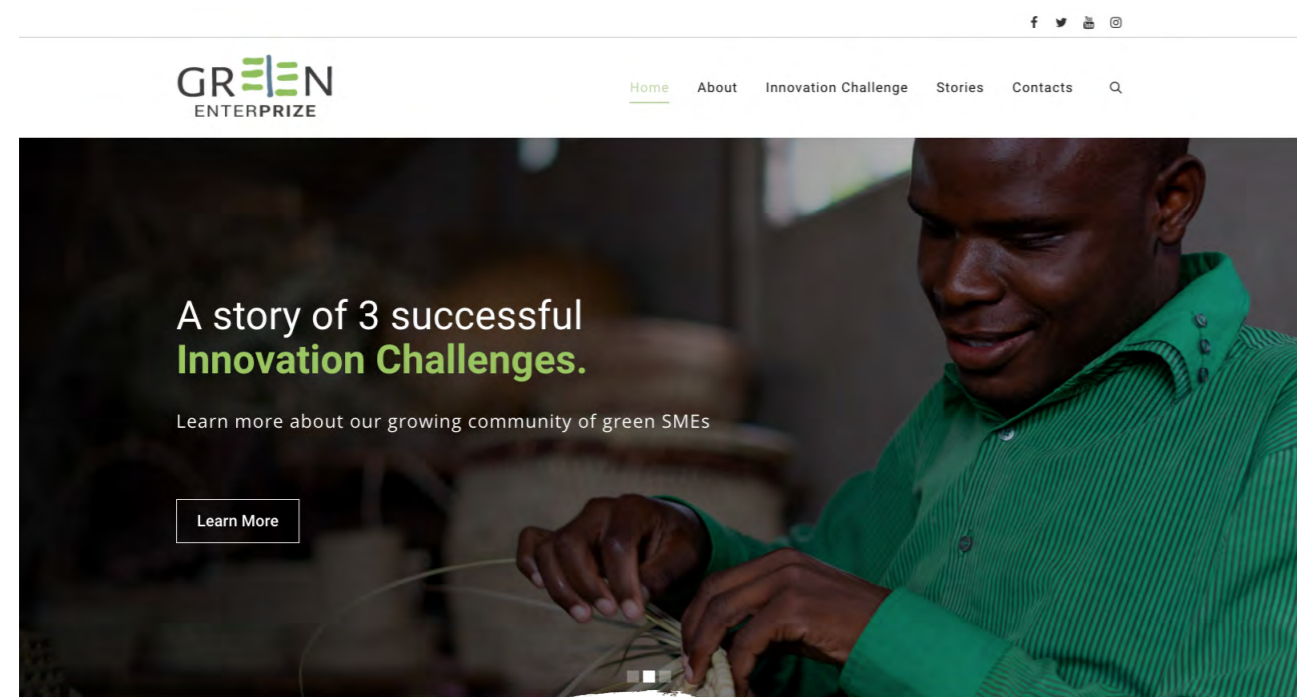 GREEN
ENTERPRIZE
Home About Innovation Challenge Stories Contacts
A story of 3 successful
Innovation Challenges.
Learn more about our growing community of green SMEs
Learn More